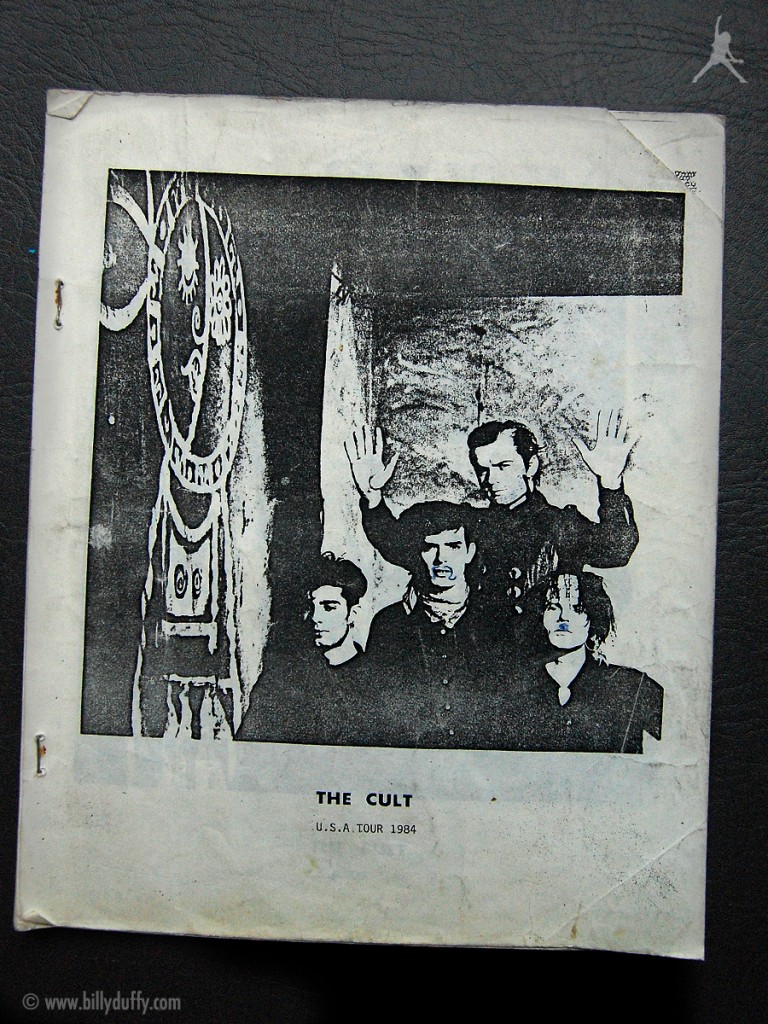 THE CULT
U.S.A.TOUR 1984
© www.billyduffy.com